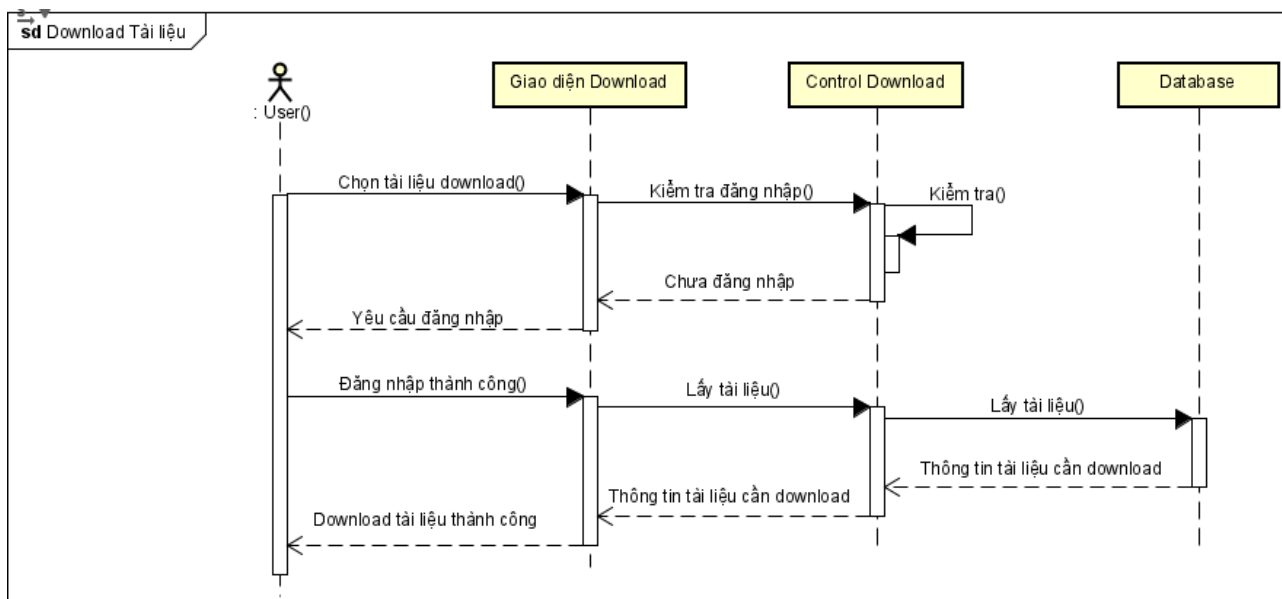 sd Download Tài liệu
: User()
Giao diện Download
Control Download
Database
Chọn tài liệu download()
Kiểm tra đăng nhập()
Kiểm tra()
Chưa đăng nhập
Yêu cầu đăng nhập
Đăng nhập thành công()
Lấy tài liệu()
Lấy tài liệu()
Thông tin tài liệu cần download
Thông tin tài liệu cần download
Download tài liệu thành công